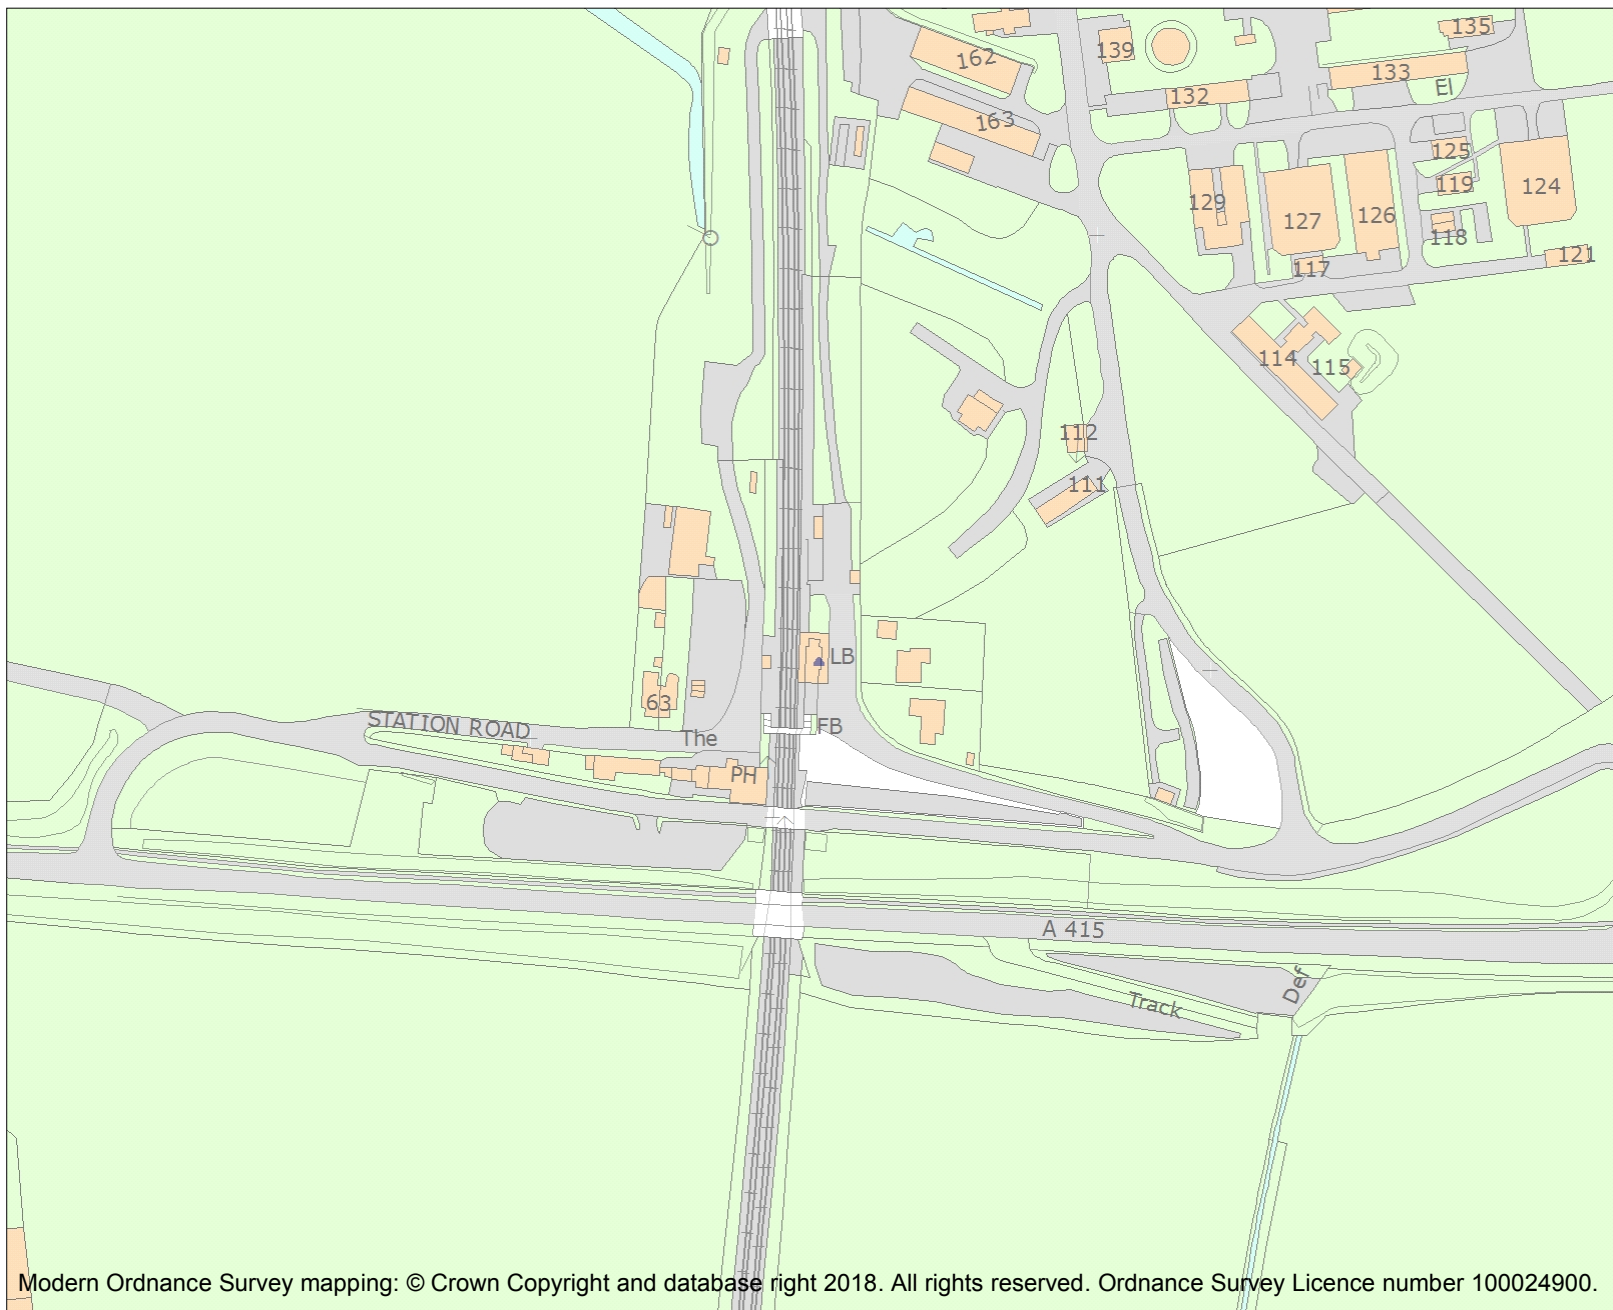 135
139
162
133
El
132
163
125
119
124
129
127
126
118
121
117
114
115
112
111
LB
63
STATION ROAD
FB
The
PH
A 415
Def
Track
Modern Ordnance Survey mapping: © Crown Copyright and database right 2018. All rights reserved. Ordnance Survey Licence number 100024900.